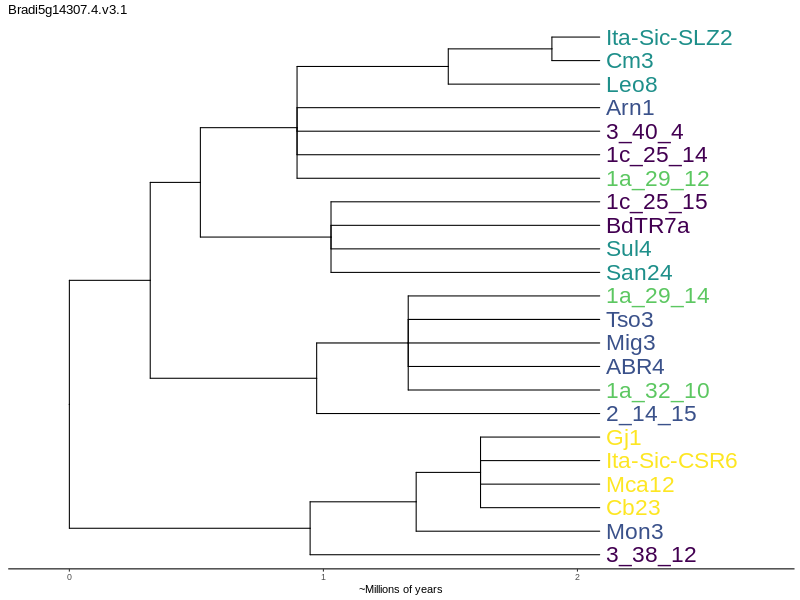 Bradi5g14307.4.v3.1
Ita-Sic-SLZ2
Cm3
Leo8
Arn1
3_40_4
1c_25_14
1a_29_12
1c_25_15
BdTR7a
Sul4
San24
1a_29_14
Tso3
Mig3
ABR4
1a_32_10
2_14_15
Gj1
Ita-Sic-CSR6
Mca12
Cb23
Mon3
3_38_12
0 1 2
~Millions of years